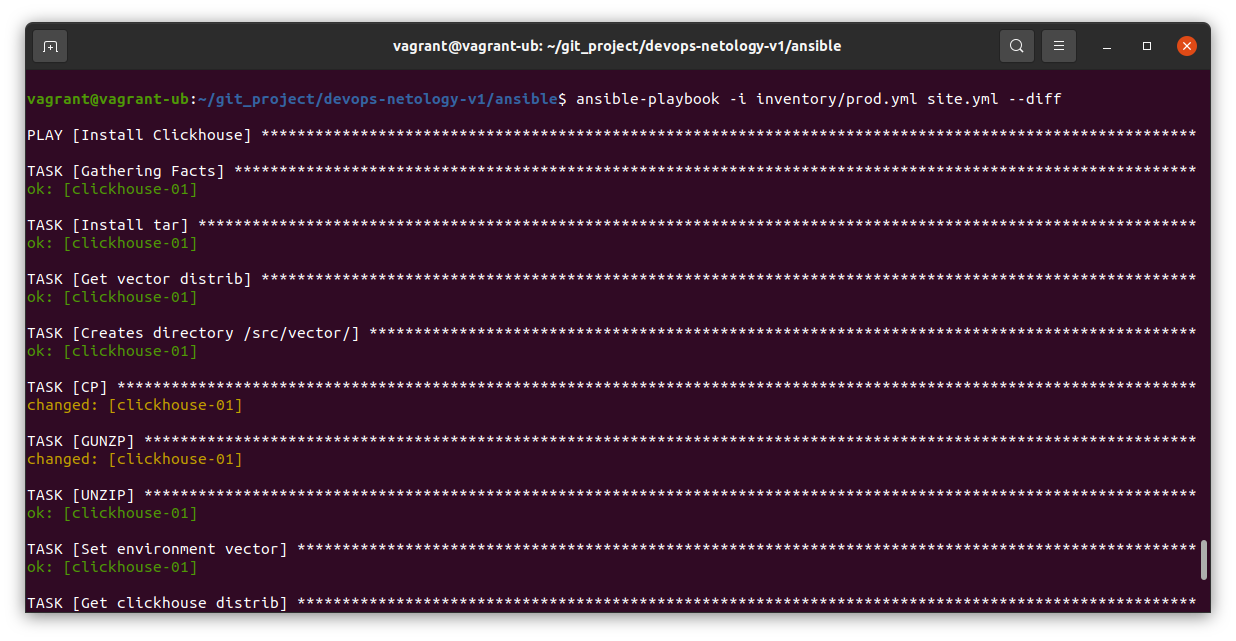 vagrant@vagrant-ub: ~/git_project/devops-netology-v1/ansible
vagrant@vagrant-ub:~/git_project/devops-netology-v1/ansible$ ansible-playbook -i inventory/prod.yml site.yml --diff
PLAY [Install Clickhouse] ********************************************************************************************************
TASK [Gathering Facts] ***********************************************************************************************************
ok: [clickhouse-01]
TASK [Install tar] ***************************************************************************************************************
ok: [clickhouse-01]
TASK [Get vector distrib] ********************************************************************************************************
ok: [clickhouse-01]
TASK [Creates directory /src/vector/] ********************************************************************************************
ok: [clickhouse-01]
TASK [CP] ************************************************************************************************************************
changed: [clickhouse-01]
TASK [GUNZP] *********************************************************************************************************************
changed: [clickhouse-01]
TASK [UNZIP] *********************************************************************************************************************
ok: [clickhouse-01]
TASK [Set environment vector] ****************************************************************************************************
ok: [clickhouse-01]
TASK [Get clickhouse distrib] ****************************************************************************************************